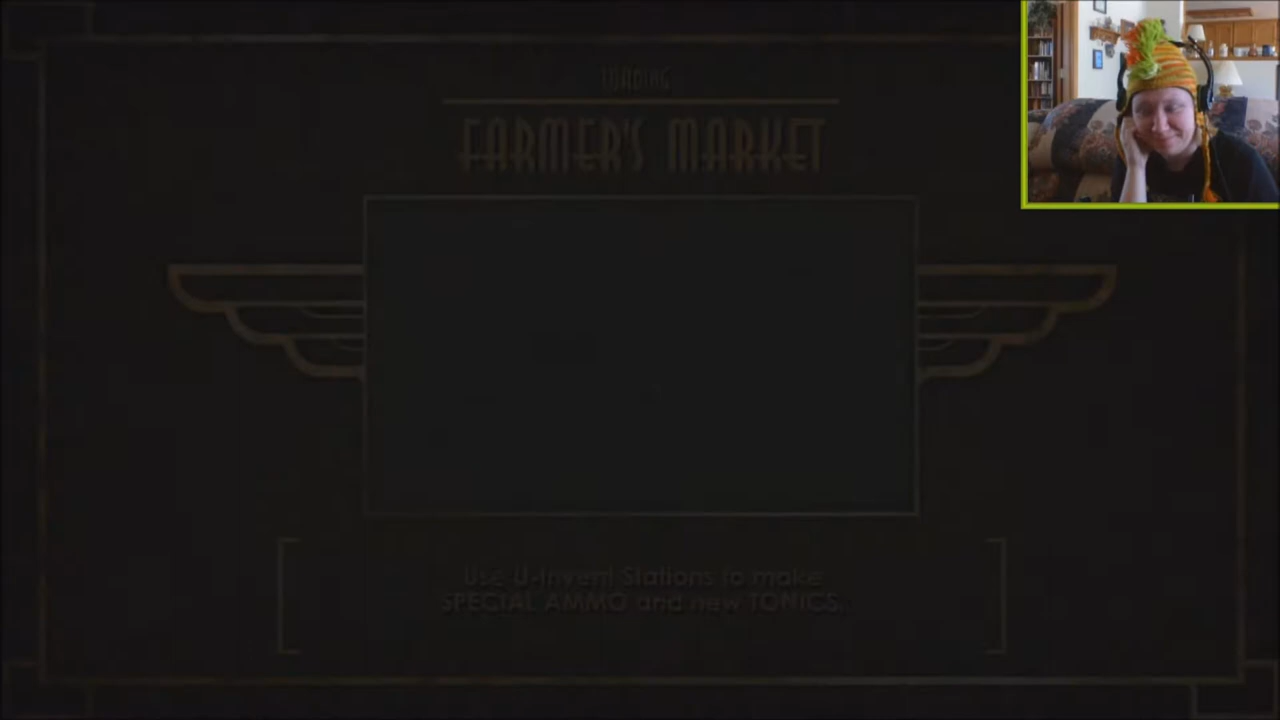 LOADING
FARMER'S MARKET
Use U-Invent Stations to make
SPECIAL AMMO and new TONICS.